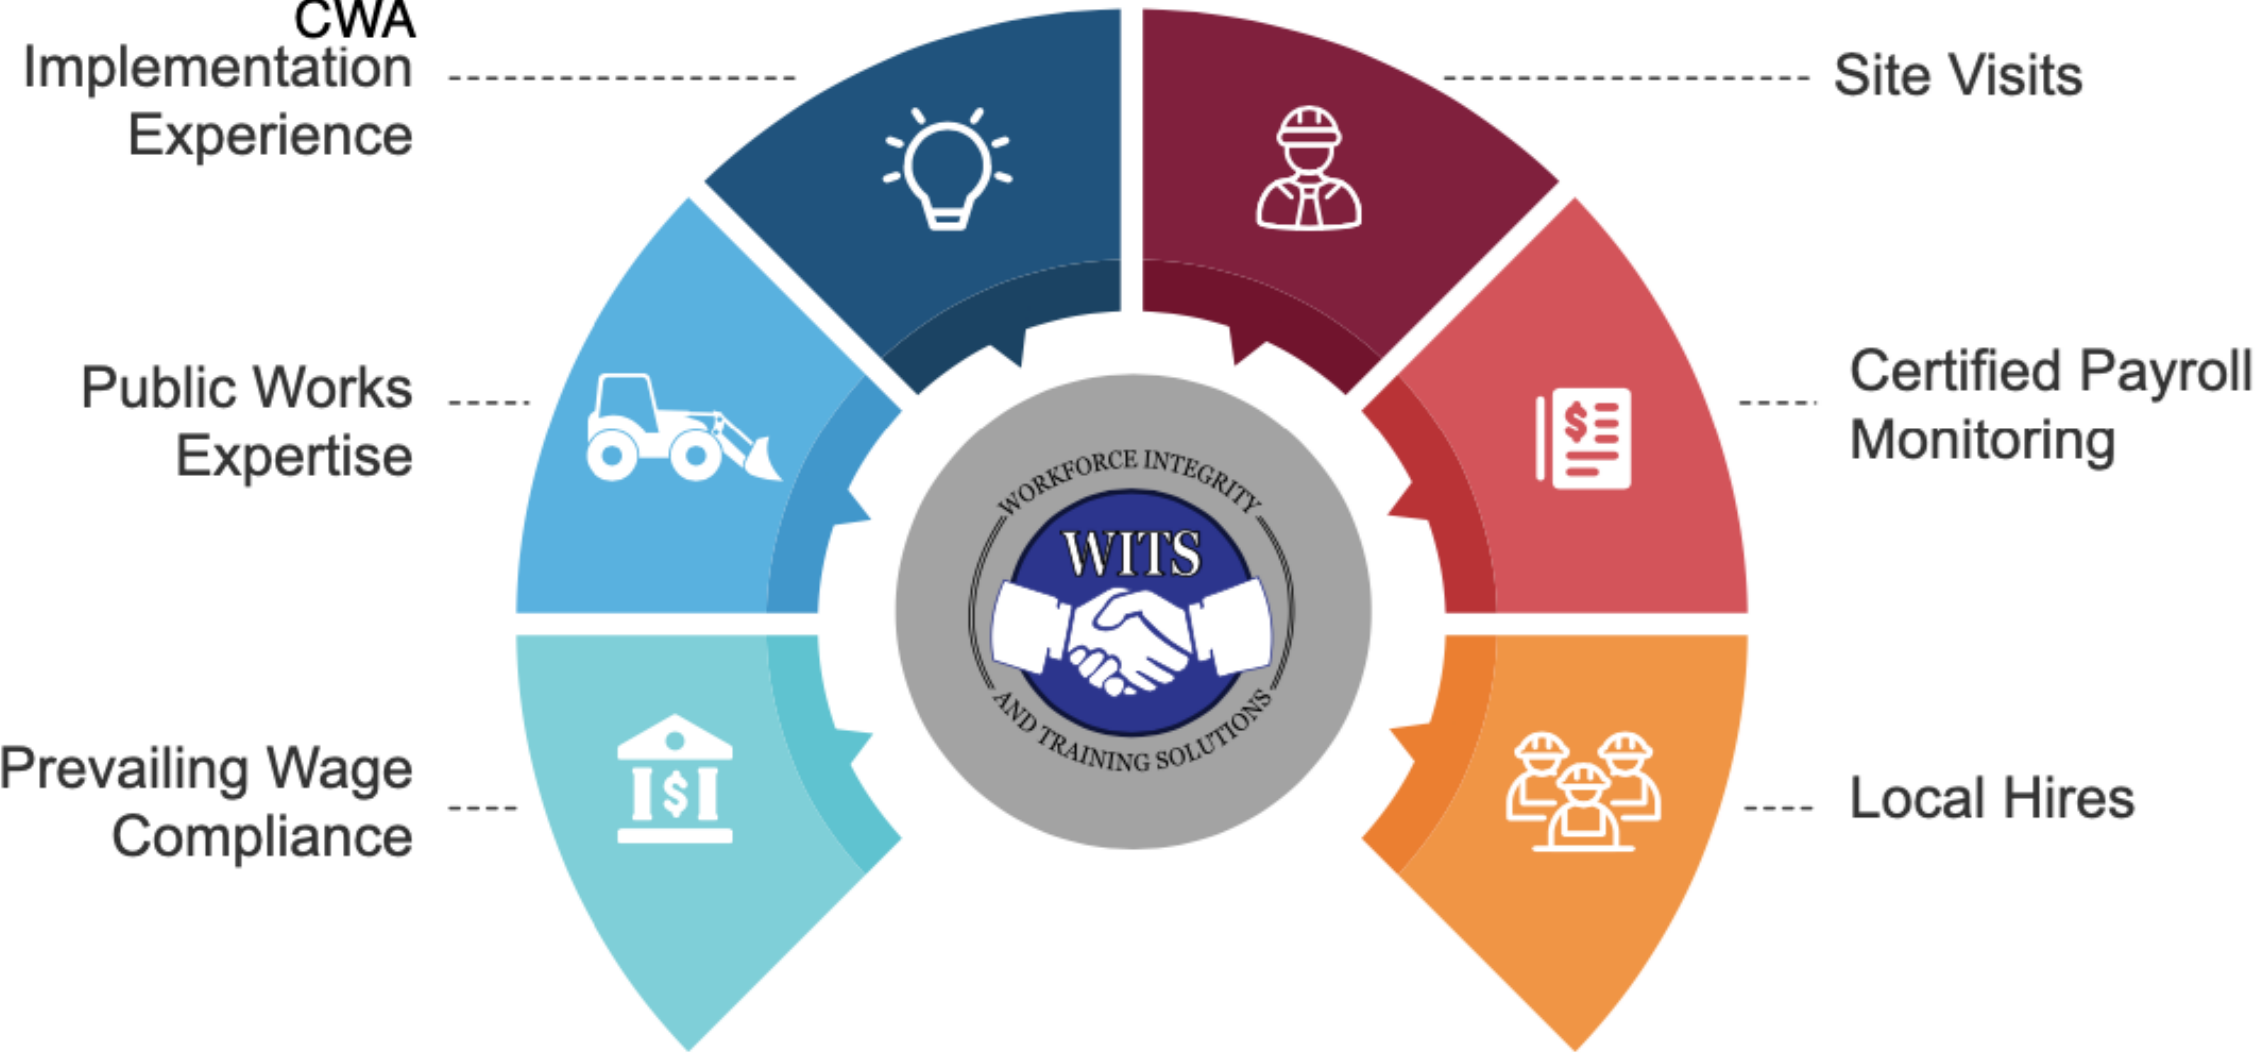 CWA
Implementation
Experience
Site Visits
Public Works
Expertise
Certified Payroll
Monitoring
WORKFORCE INTEGRITY
WITS
AND TRAINING SOLUTIONS
$
$
Prevailing Wage
Compliance
Local Hires